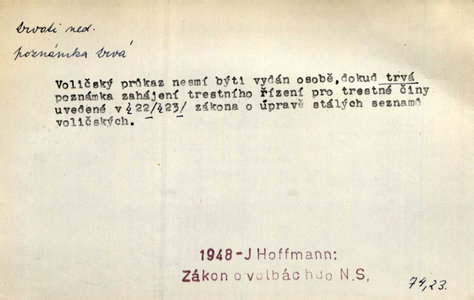 trvati ned.
poznámka trvá
Voličský průkaz nesmí býti vydán osobě, dokud trvá
poznámka zahájení trestního řízení pro trestné činy
uvedené v § 22/§ 23/ zákona o úpravě stálých seznamů
voličských.
1948-J Hoffmann:
Zákon o volbách do N.S,
74,23.